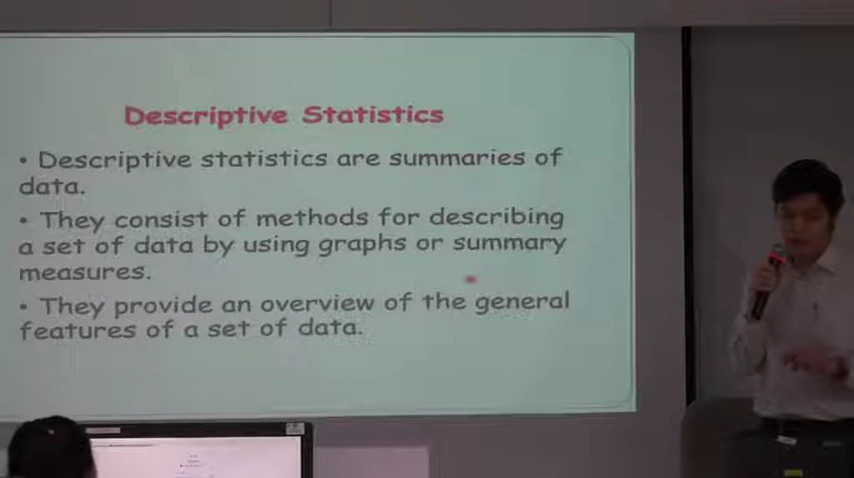 Descriptive Statistics
• Descriptive statistics are summaries of
data.
• They consist of methods for describing
a set of data by using graphs or summary
measures.
• They provide an overview of the general
features of a set of data.